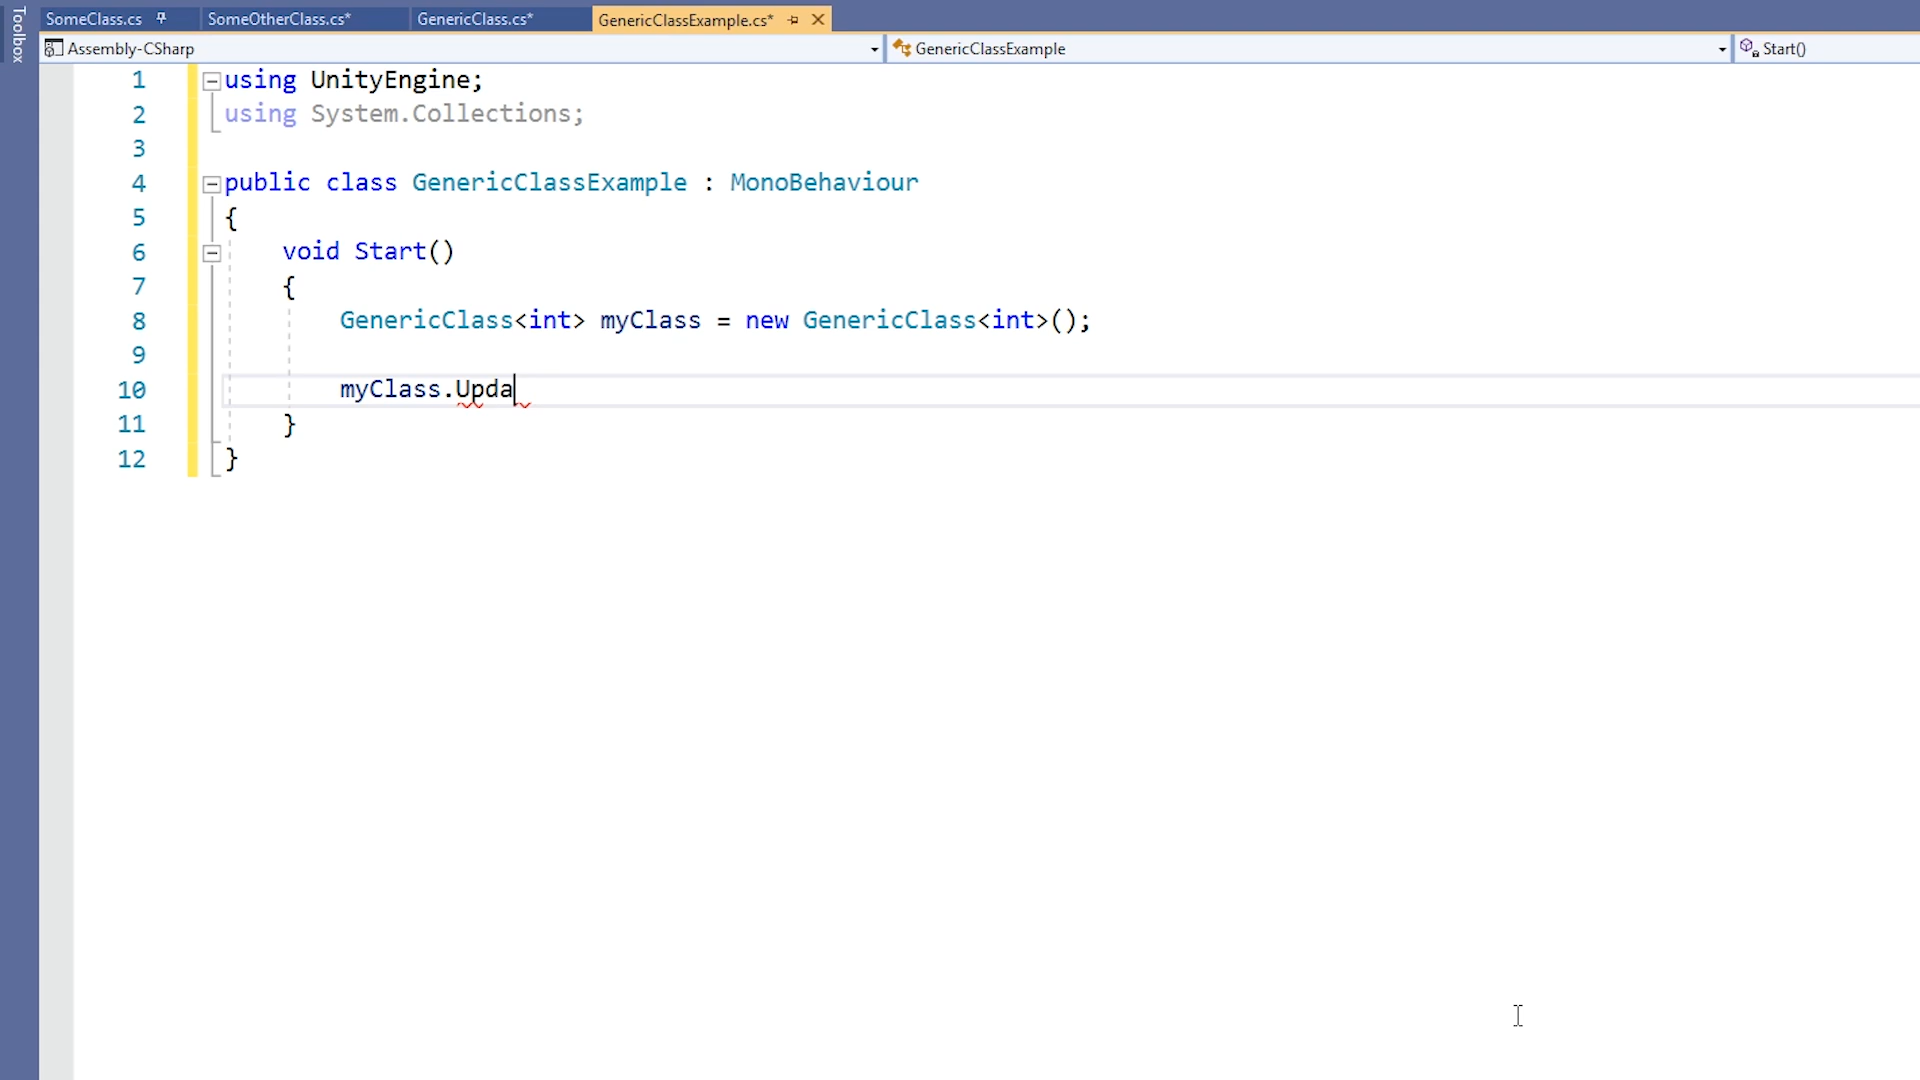 Toolbox
SomeClass.cs SomeOtherClass.cs* GenericClass.cs* GenericClassExample.cs*
Assembly-CSharp GenericClassExample Start()
1 using UnityEngine;
2 using System.Collections;
3
4 public class GenericClassExample : MonoBehaviour
5 {
6 void Start()
7 {
8 GenericClass<int> myClass = new GenericClass<int>();
9
10 myClass.Upda
11 }
12 }